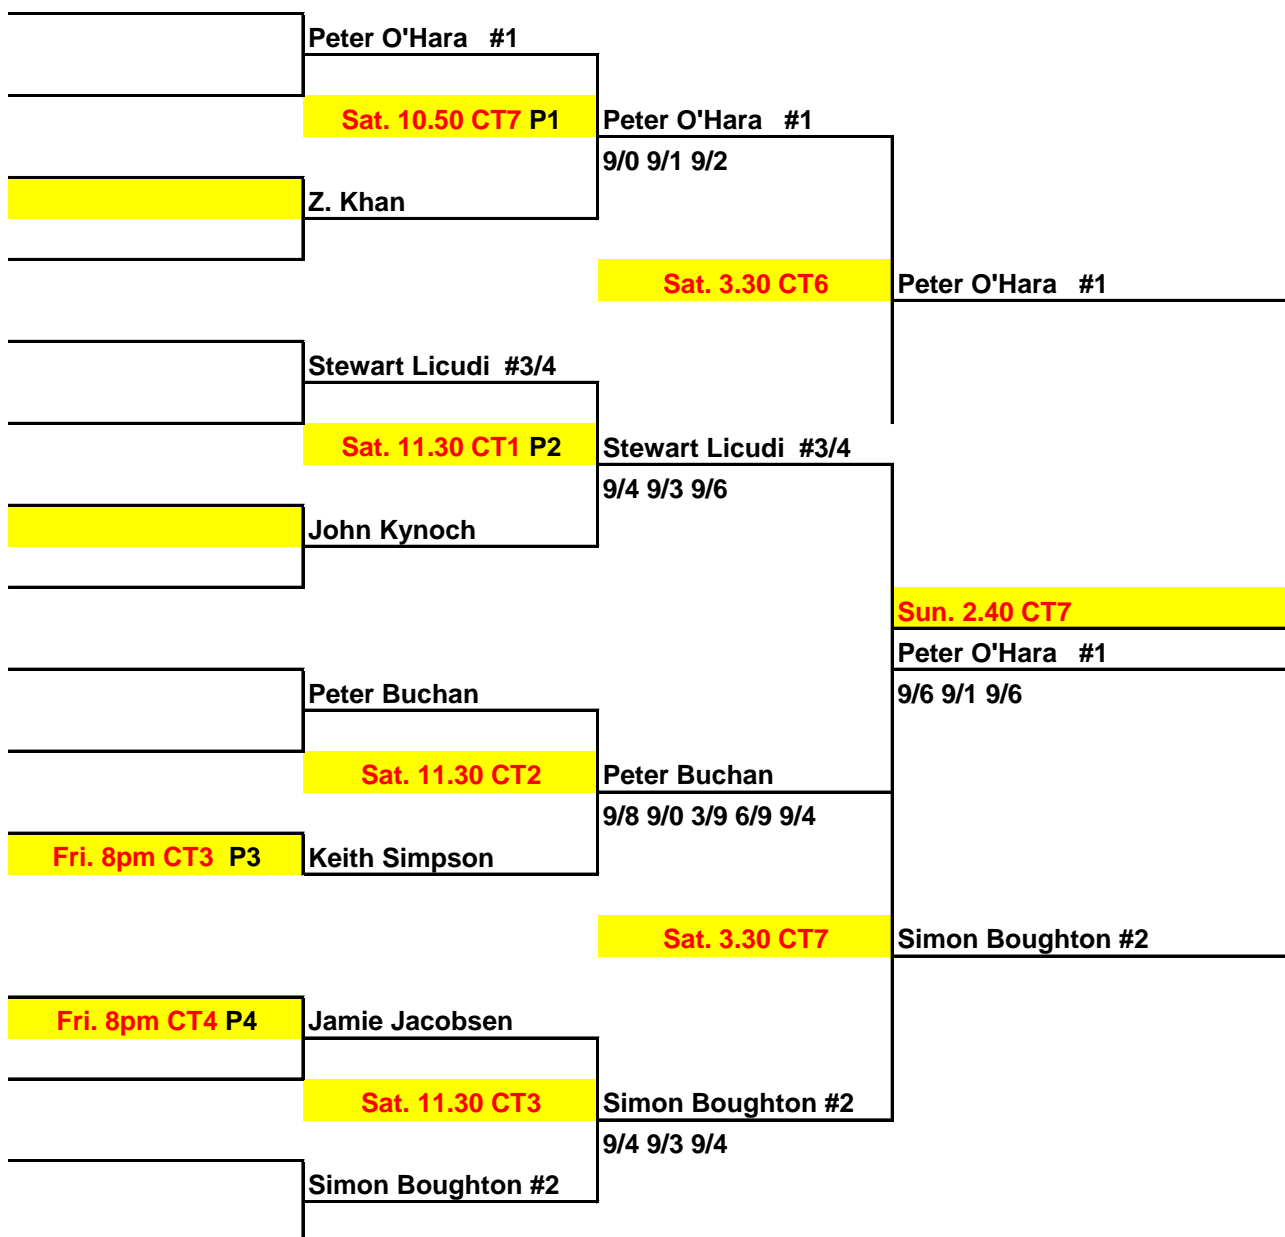 Peter O'Hara #1
Sat. 10.50 CT7 P1
Peter O'Hara #1
9/0 9/1 9/2
Z. Khan
Sat. 3.30 CT6
Peter O'Hara #1
Stewart Licudi #3/4
Sat. 11.30 CT1 P2
Stewart Licudi #3/4
9/4 9/3 9/6
John Kynoch
Sun. 2.40 CT7
Peter O'Hara #1
9/6 9/1 9/6
Peter Buchan
Sat. 11.30 CT2
Peter Buchan
9/8 9/0 3/9 6/9 9/4
Fri. 8pm CT3 P3
Keith Simpson
Sat. 3.30 CT7
Simon Boughton #2
Fri. 8pm CT4 P4
Jamie Jacobsen
Sat. 11.30 CT3
Simon Boughton #2
9/4 9/3 9/4
Simon Boughton #2